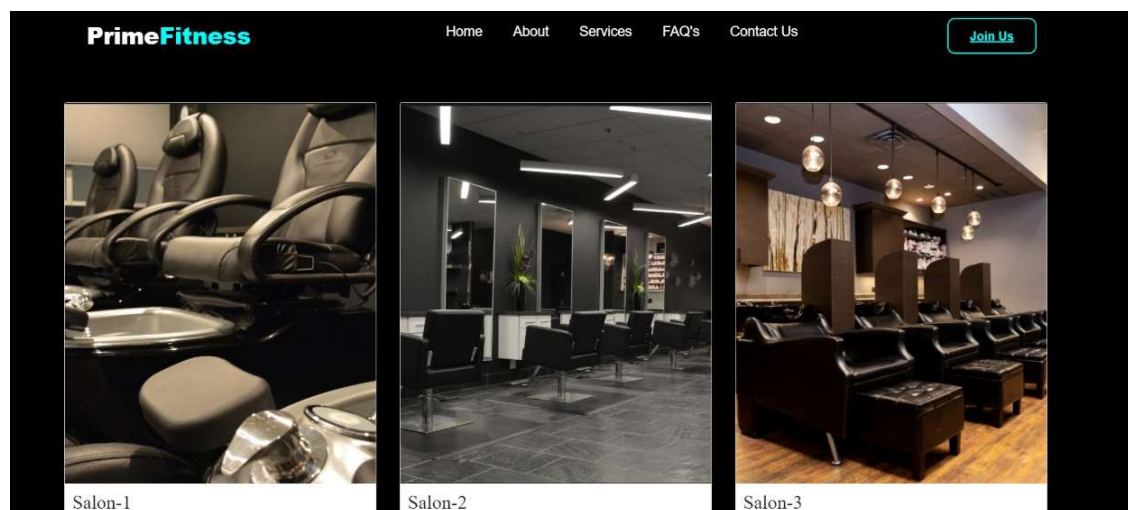 PrimeFitness
Home About Services FAQ's Contact Us
Join Us
Salon-1
Salon-2
Salon-3